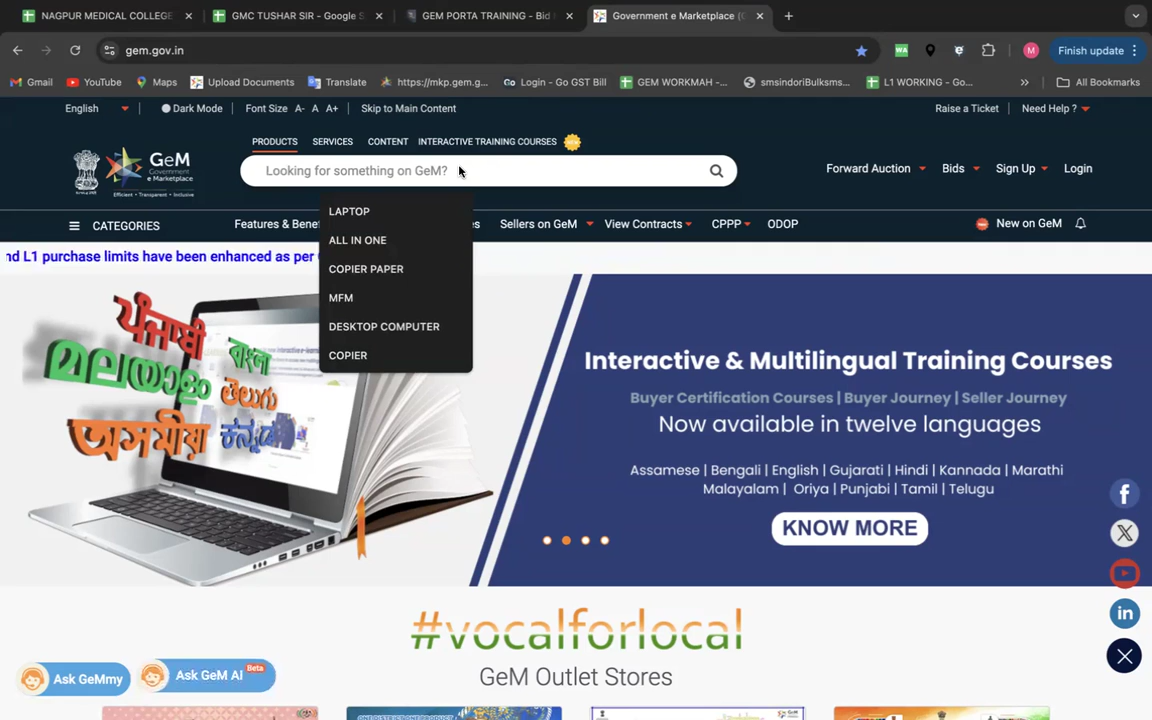 NAGPUR MEDICAL COLLEGE
GMC TUSHAR SIR - Google S
GEM PORTA TRAINING - Bid
Government e Marketplace (
gem.gov.in
Finish update
Gmail
YouTube
Maps
Upload Documents
Translate
https://mkp.gem.g...
Login - Go GST Bill
GEM WORKMAH -...
smsindoriBulksms...
L1 WORKING - Go...
All Bookmarks
English
Dark Mode
Font Size A- A A+
Skip to Main Content
Raise a Ticket
Need Help ?
PRODUCTS
SERVICES
CONTENT
INTERACTIVE TRAINING COURSES
GeM
Government
e Marketplace
Efficient • Transparent • Inclusive
Looking for something on GeM?
Forward Auction
Bids
Sign Up
Login
CATEGORIES
Features & Benef
es
Sellers on GeM
View Contracts
CPPP
ODOP
New on GeM
LAPTOP
ALL IN ONE
COPIER PAPER
MFM
DESKTOP COMPUTER
COPIER
nd L1 purchase limits have been enhanced as per
ਪੰਜਾਬੀ
বাংলা
മലയാളം
తెలుగు
অসমীয়া
ಕನ್ನಡ
Interactive & Multilingual Training Courses
Buyer Certification Courses | Buyer Journey | Seller Journey
Now available in twelve languages
Assamese | Bengali | English | Gujarati | Hindi | Kannada | Marathi
Malayalam | Oriya | Punjabi | Tamil | Telugu
KNOW MORE
#vocalforlocal
GeM Outlet Stores
Ask GeMmy
Ask GeM AI
Beta